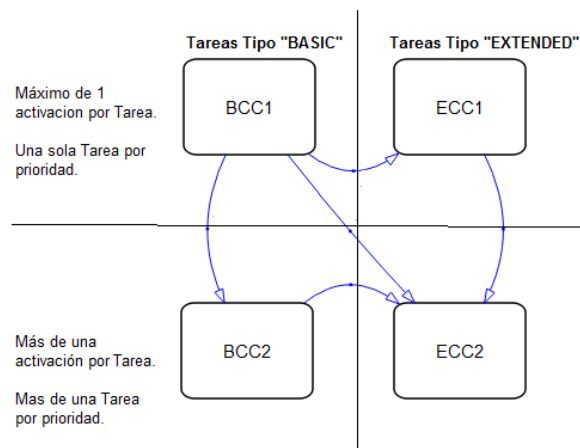 Tareas Tipo "BASIC"
Tareas Tipo "EXTENDED"
Máximo de 1
activacion por Tarea.
Una sola Tarea por
prioridad.
BCC1
ECC1
Más de una
activación por Tarea.
Mas de una Tarea
por prioridad.
BCC2
ECC2